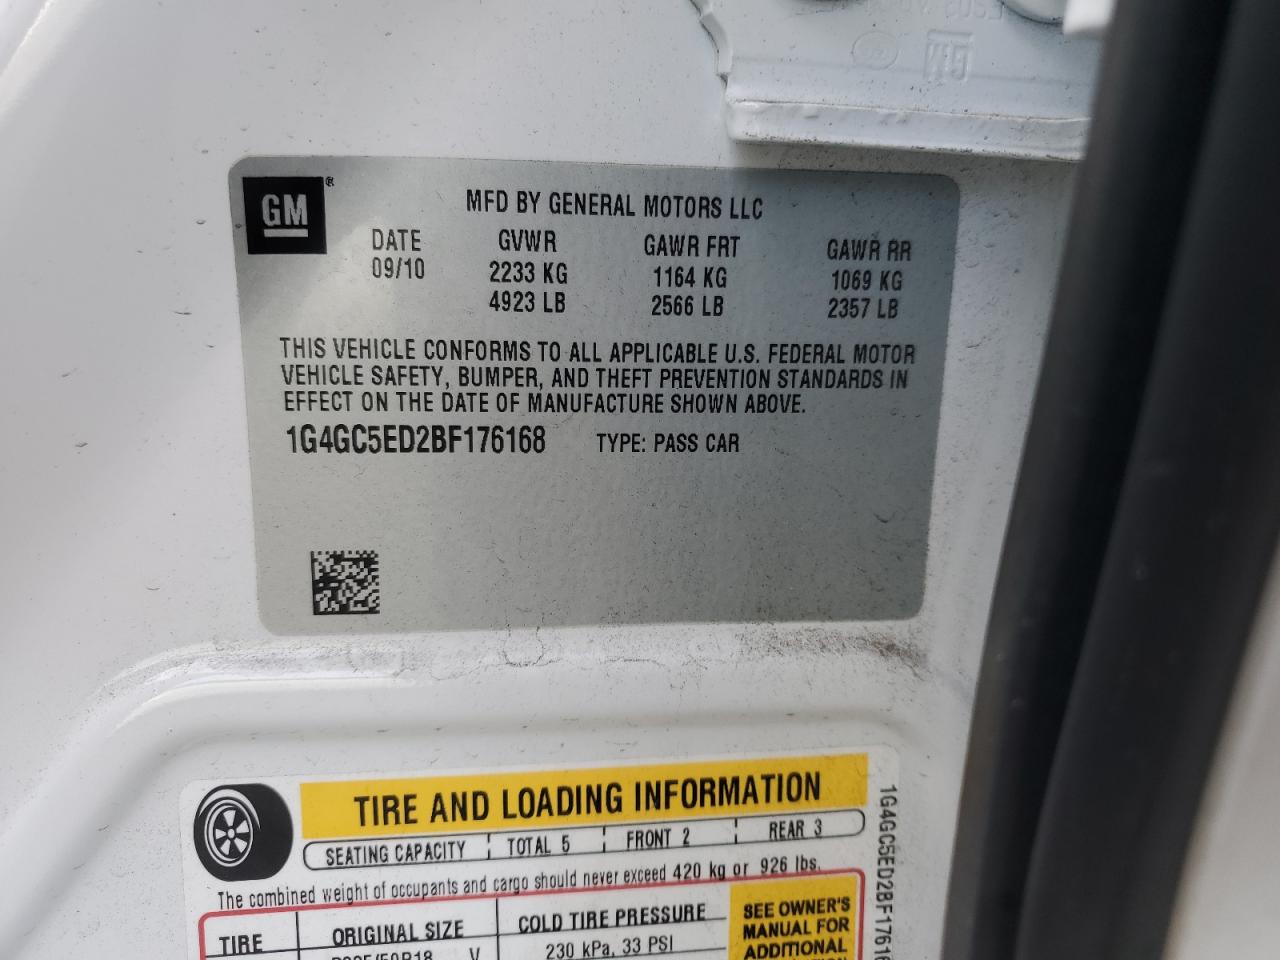 GM ®
MFD BY GENERAL MOTORS LLC
DATE GVWR GAWR FRT GAWR RR
09/10 2233 KG 1164 KG 1069 KG
4923 LB 2566 LB 2357 LB
THIS VEHICLE CONFORMS TO ALL APPLICABLE U.S. FEDERAL MOTOR
VEHICLE SAFETY, BUMPER, AND THEFT PREVENTION STANDARDS IN
EFFECT ON THE DATE OF MANUFACTURE SHOWN ABOVE.
1G4GC5ED2BF176168 TYPE: PASS CAR
TIRE AND LOADING INFORMATION
SEATING CAPACITY TOTAL 5 FRONT 2 REAR 3
The combined weight of occupants and cargo should never exceed 420 kg or 926 lbs.
TIRE ORIGINAL SIZE COLD TIRE PRESSURE
V 230 kPa, 33 PSI
SEE OWNER'S
MANUAL FOR
ADDITIONAL
1G4GC5ED2BF1761